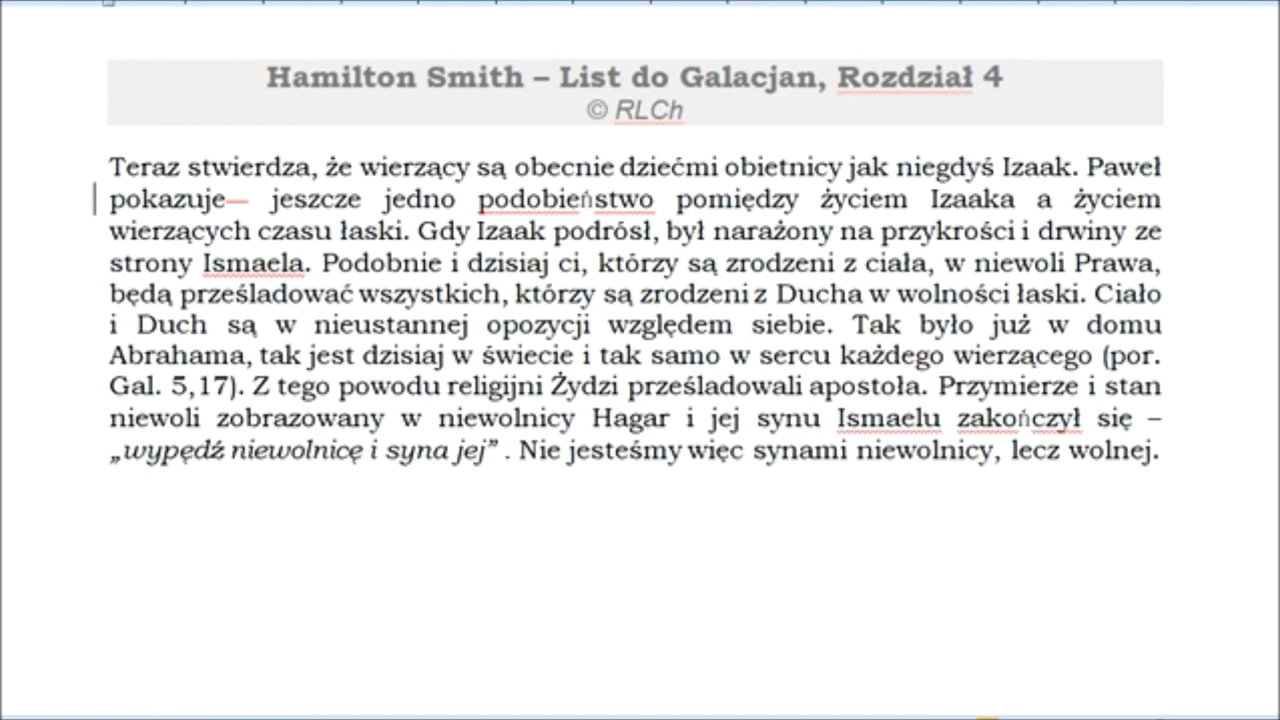 Hamilton Smith – List do Galacjan, Rozdział 4
© RLCh
Teraz stwierdza, że wierzący są obecnie dziećmi obietnicy jak niegdyś Izaak. Paweł
pokazuje— jeszcze jedno podobieństwo pomiędzy życiem Izaaka a życiem
wierzących czasu łaski. Gdy Izaak podrósł, był narażony na przykrości i drwiny ze
strony Ismaela. Podobnie i dzisiaj ci, którzy są zrodzeni z ciała, w niewoli Prawa,
będą prześladować wszystkich, którzy są zrodzeni z Ducha w wolności łaski. Ciało
i Duch są w nieustannej opozycji względem siebie. Tak było już w domu
Abrahama, tak jest dzisiaj w świecie i tak samo w sercu każdego wierzącego (por.
Gal. 5,17). Z tego powodu religijni Żydzi prześladowali apostoła. Przymierze i stan
niewoli zobrazowany w niewolnicy Hagar i jej synu Ismaelu zakończył się –
„wypędź niewolnicę i syna jej” . Nie jesteśmy więc synami niewolnicy, lecz wolnej.